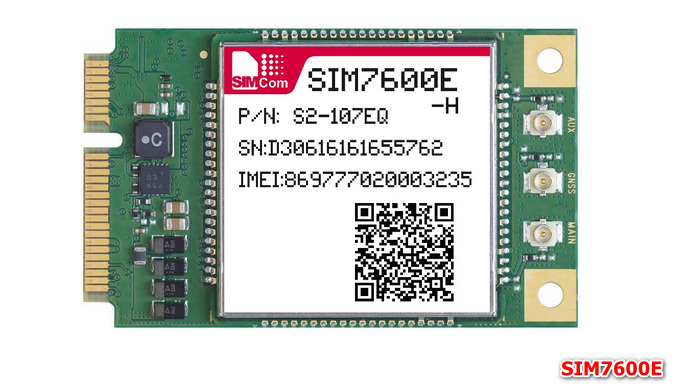 SIMCom
SIM7600E
-H
P/N: S2-107EQ
SN:D30616161655762
IMEI:869777020003235
C
AUX
GNSS
MAIN
SIM7600E